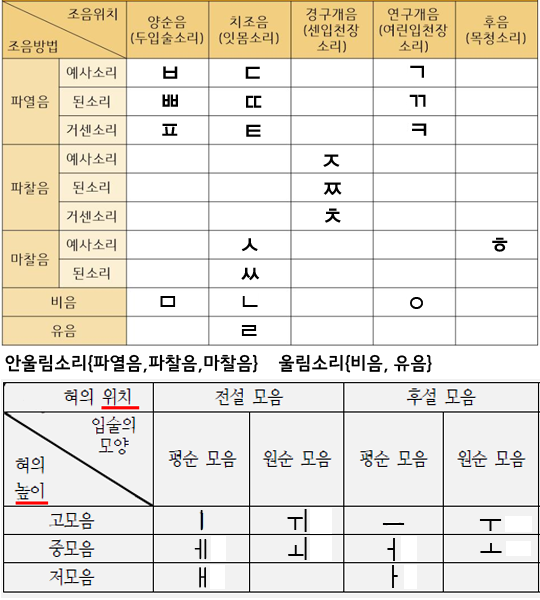 조음위치 양순음 치조음 경구개음 연구개음 후음
(두입술소리) (잇몸소리) (센입천장 (여린입천장 (목청소리)
조음방법 소리) 소리)
파열음 예사소리 ㅂ ㄷ ㄱ
된소리 ㅃ ㄸ ㄲ
거센소리 ㅍ ㅌ ㅋ
파찰음 예사소리 ㅈ
된소리 ㅉ
거센소리 ㅊ
마찰음 예사소리 ㅅ ㅎ
된소리 ㅆ
비음 ㅁ ㄴ ㅇ
유음 ㄹ
안울림소리{파열음,파찰음,마찰음} 울림소리{비음, 유음}
혀의 위치 전설 모음 후설 모음
입술의
모양
혀의
높이
평순 모음 원순 모음 평순 모음 원순 모음
고모음 ㅣ ㅟ ㅡ ㅜ
중모음 ㅔ ㅚ ㅓ ㅗ
저모음 ㅐ ㅏ